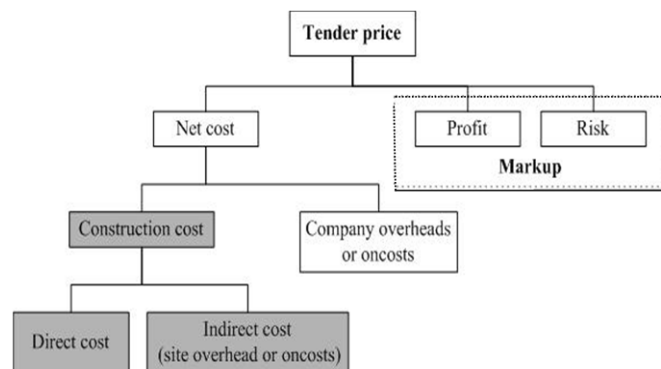 Tender price
Net cost
Profit
Risk
Markup
Construction cost
Company overheads
or oncosts
Direct cost
Indirect cost
(site overhead or oncosts)